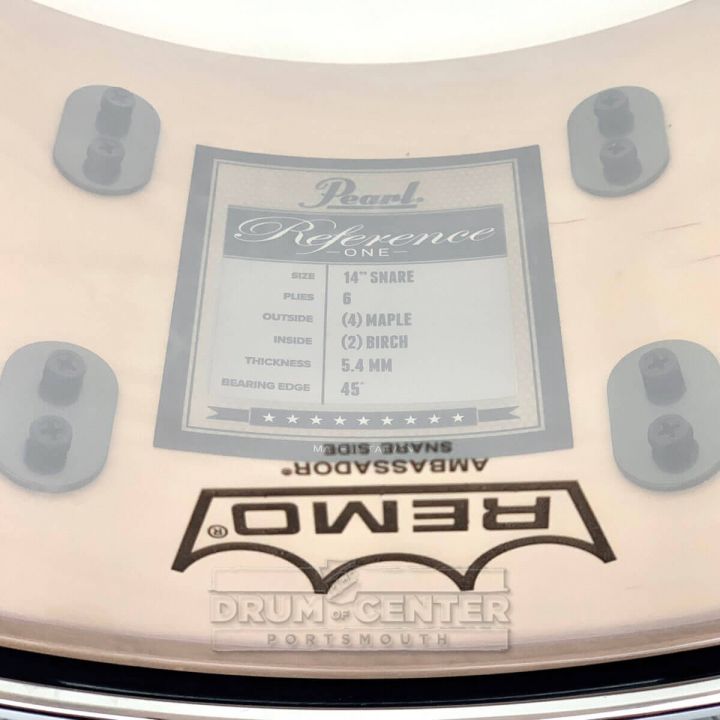 Pearl®
Reference
ONE
SIZE 14" SNARE
PLIES 6
OUTSIDE (4) MAPLE
INSIDE (2) BIRCH
THICKNESS 5.4 MM
BEARING EDGE 45°
SNARE SIDE
AMBASSADOR®
REMO®
DRUM CENTER
OF
PORTSMOUTH